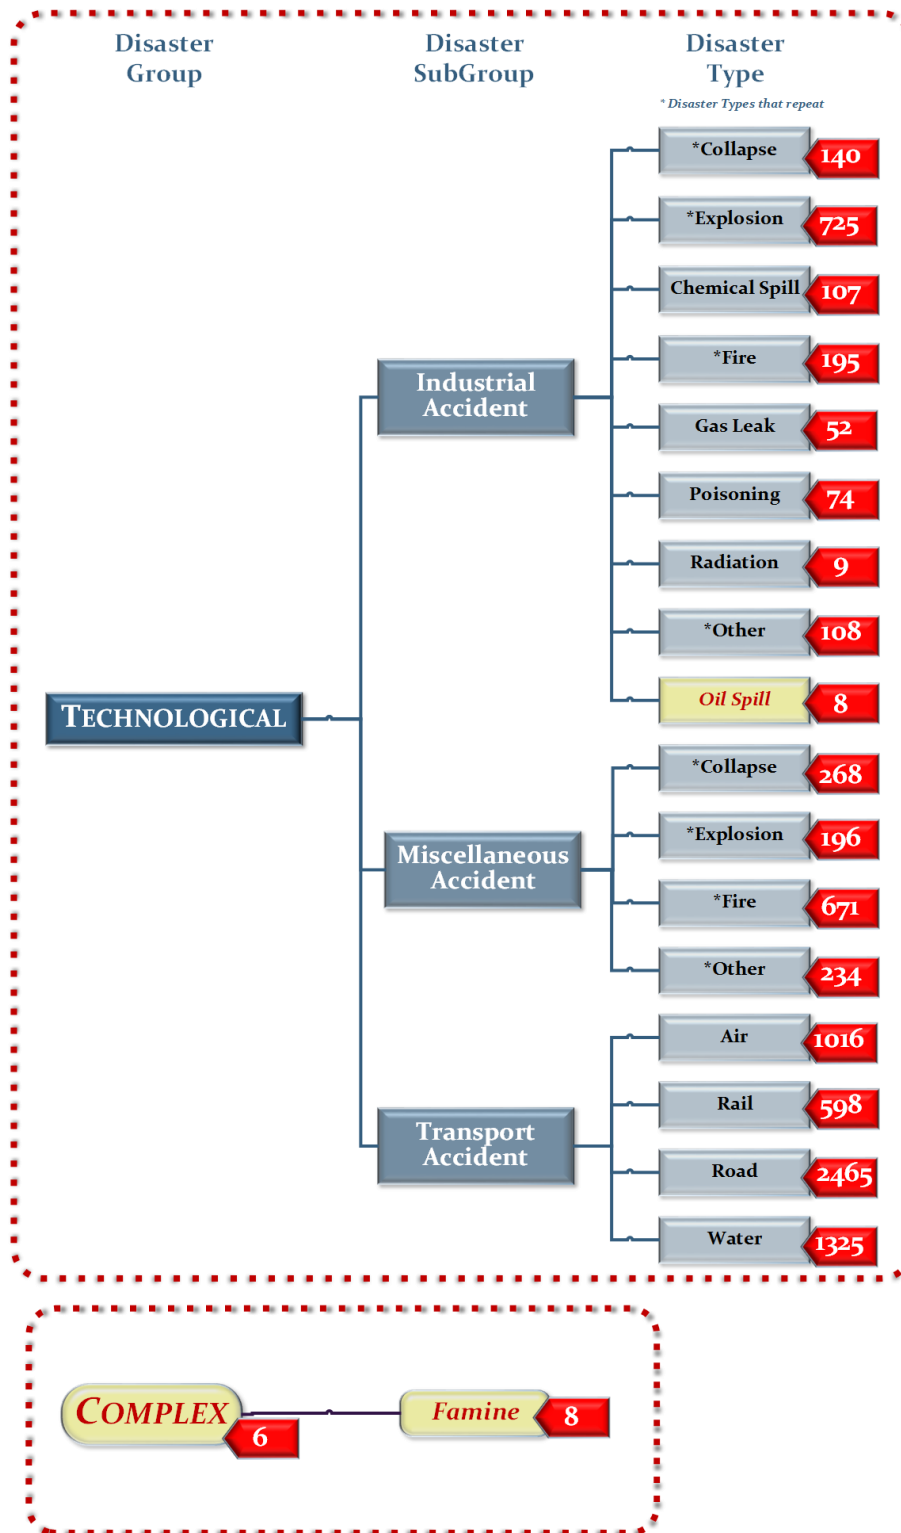 Disaster
Group
Disaster
SubGroup
Disaster
Type
* Disaster Types that repeat
*Collapse
140
*Explosion
725
Chemical Spill
107
*Fire
195
Industrial
Accident
Gas Leak
52
Poisoning
74
Radiation
9
*Other
108
Oil Spill
8
TECHNOLOGICAL
*Collapse
268
*Explosion
196
Miscellaneous
Accident
*Fire
671
*Other
234
Air
1016
Rail
598
Transport
Accident
Road
2465
Water
1325
COMPLEX
6
Famine
8